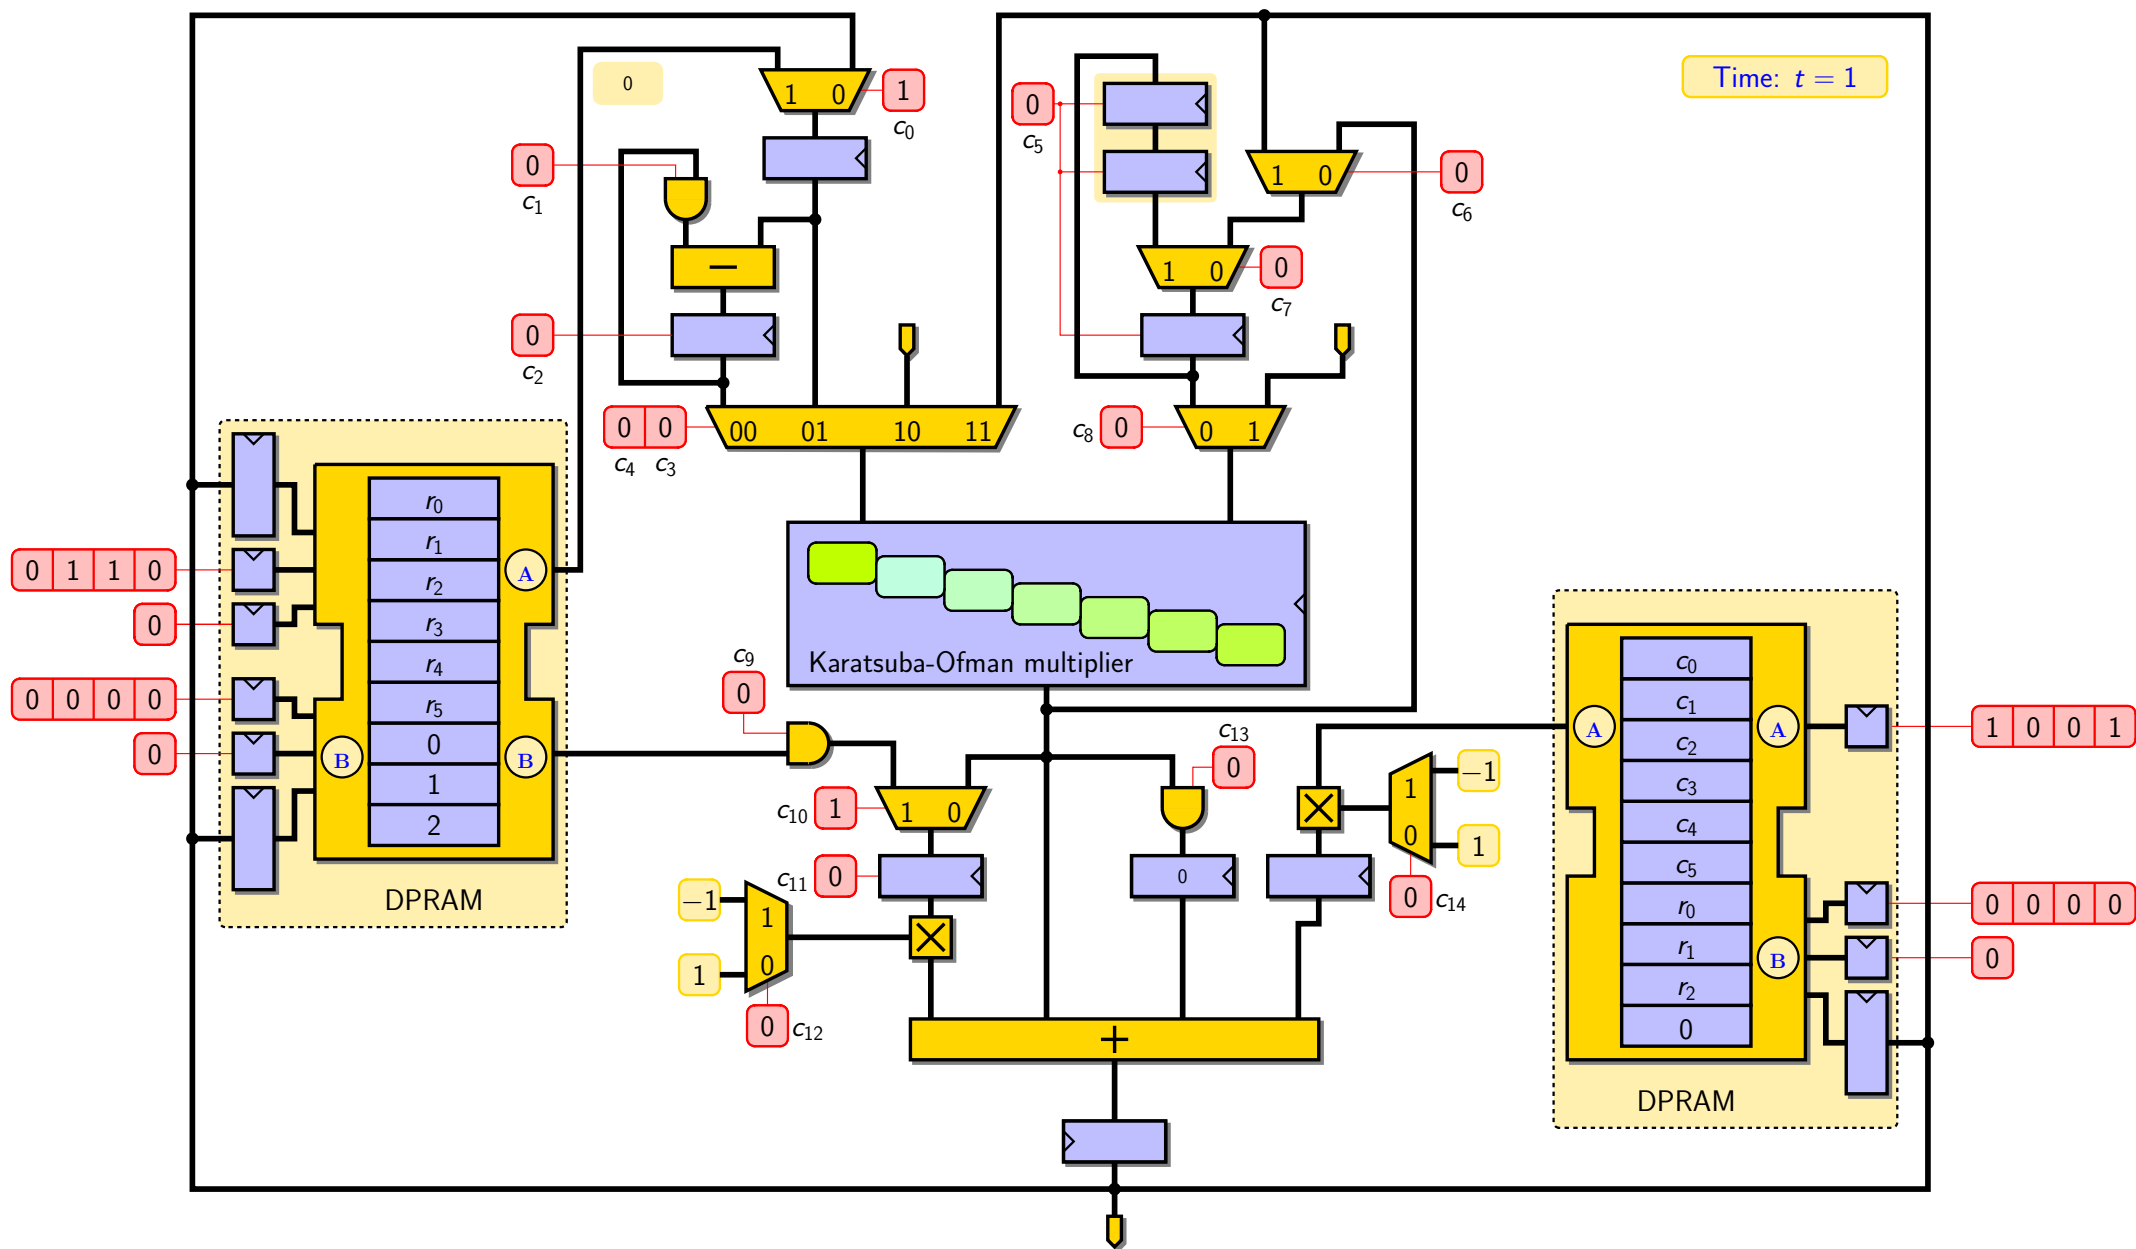 Time: t = 1
0
1 0
1
c0
0
c1
−
0
c2
0
c5
1 0
0
c6
1 0
0
c7
0 0
c4 c3
00 01 10 11
c8
0
0 1
Karatsuba-Ofman multiplier
r0
r1
r2
r3
r4
r5
0
1
2
A
B
B
DPRAM
0 1 1 0
0
0 0 0 0
0
c9
0
c10
1
1 0
c11
0
−1
1
1
0
0
c12
c13
0
0
1
0
−1
1
0
c14
+
c0
c1
c2
c3
c4
c5
r0
r1
r2
0
A
A
B
DPRAM
1 0 0 1
0 0 0 0
0